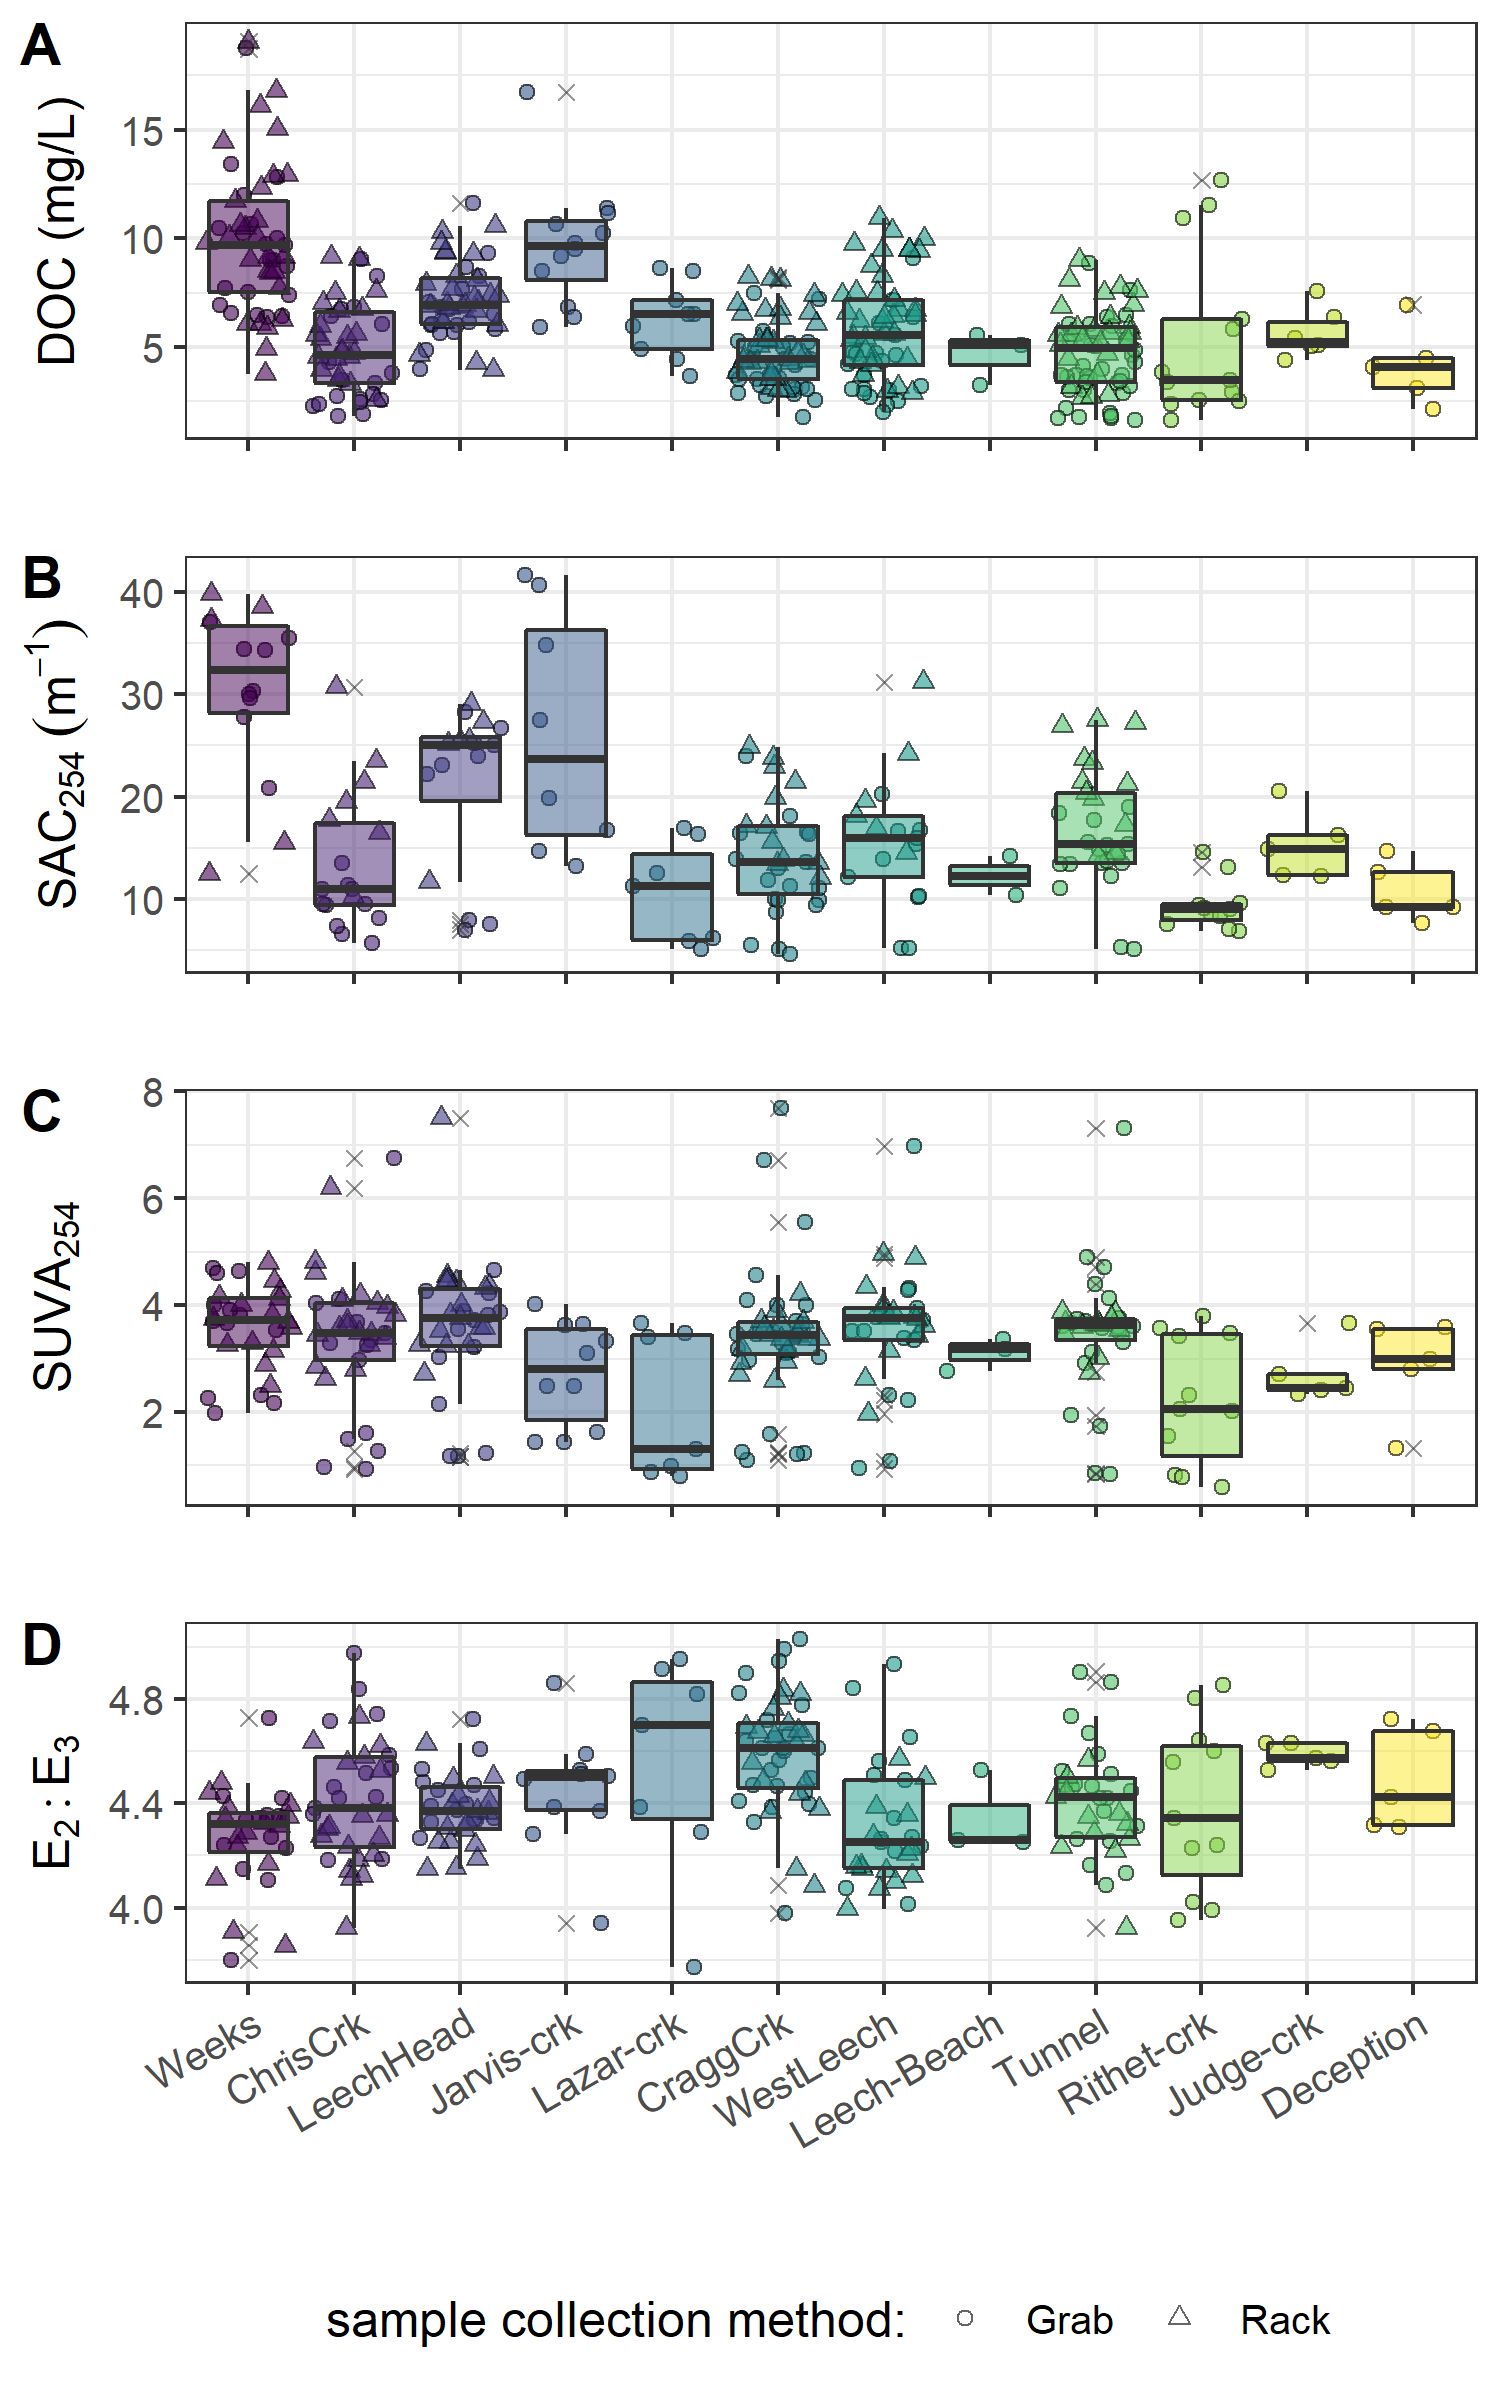 A
DOC (mg/L)
15
10
5
B
SAC254 (m−1)
40
30
20
10
C
SUVA254
8
6
4
2
D
E2 : E3
4.8
4.4
4.0
Weeks
ChrisCrk
LeechHead
Jarvis-crk
Lazar-crk
CraggCrk
WestLeech
Leech-Beach
Tunnel
Rithet-crk
Judge-crk
Deception
sample collection method: Grab Rack